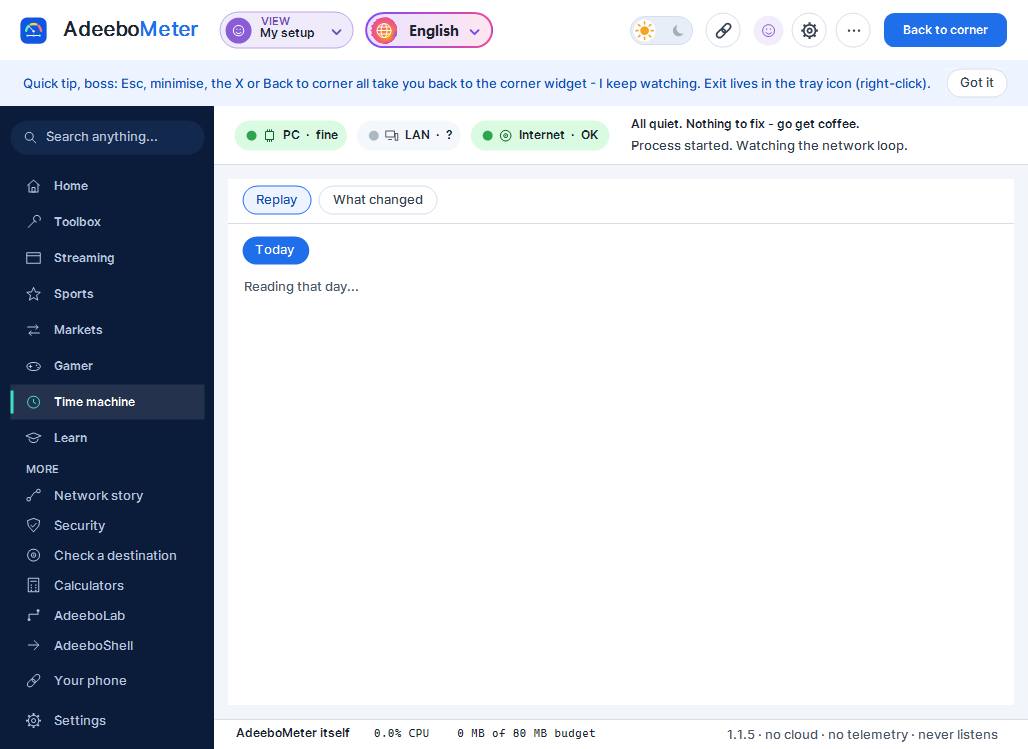 AdeeboMeter
VIEW
My setup
English
Back to corner
Quick tip, boss: Esc, minimise, the X or Back to corner all take you back to the corner widget - I keep watching. Exit lives in the tray icon (right-click).
Got it
Search anything...
PC · fine
LAN · ?
Internet · OK
All quiet. Nothing to fix - go get coffee.
Process started. Watching the network loop.
Home
Toolbox
Streaming
Sports
Markets
Gamer
Time machine
Learn
MORE
Network story
Security
Check a destination
Calculators
AdeeboLab
AdeeboShell
Your phone
Settings
Replay
What changed
Today
Reading that day...
AdeeboMeter itself
0.0% CPU
0 MB of 80 MB budget
1.1.5 · no cloud · no telemetry · never listens